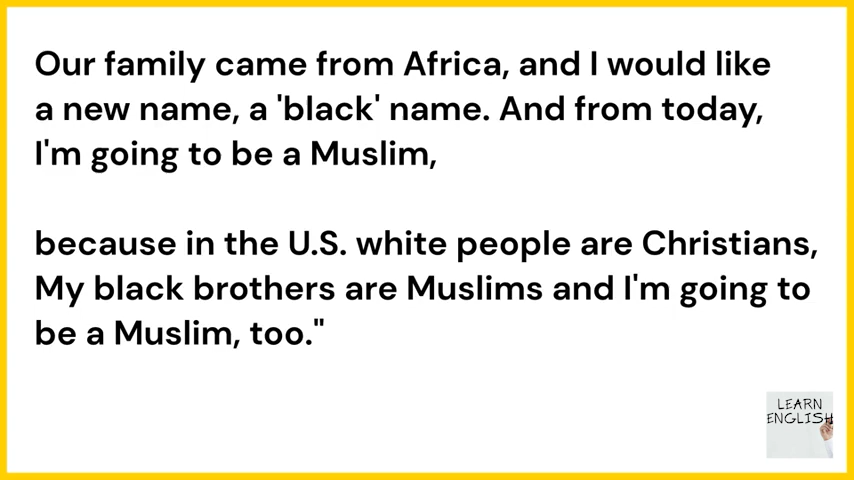 Our family came from Africa, and I would like
a new name, a 'black' name. And from today,
I'm going to be a Muslim,
because in the U.S. white people are Christians,
My black brothers are Muslims and I'm going to
be a Muslim, too."
LEARN
ENGLISH